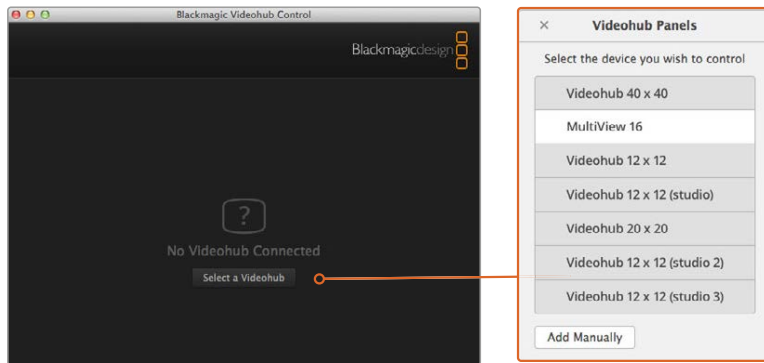 Blackmagic Videohub Control
Blackmagicdesign
?
No Videohub Connected
Select a Videohub
× Videohub Panels
Select the device you wish to control
Videohub 40 x 40
MultiView 16
Videohub 12 x 12
Videohub 12 x 12 (studio)
Videohub 20 x 20
Videohub 12 x 12 (studio 2)
Videohub 12 x 12 (studio 3)
Add Manually